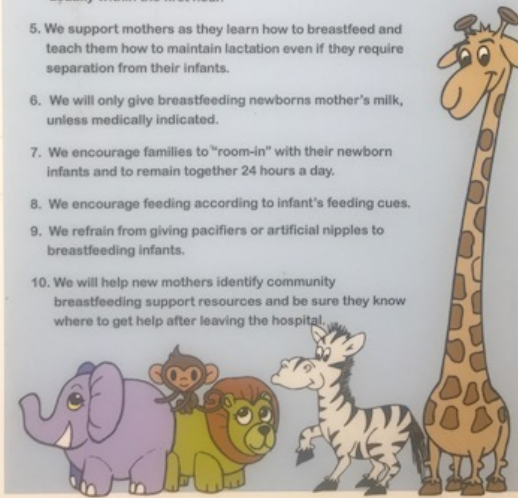 5. We support mothers as they learn how to breastfeed and
teach them how to maintain lactation even if they require
separation from their infants.
6. We will only give breastfeeding newborns mother's milk,
unless medically indicated.
7. We encourage families to "room-in" with their newborn
infants and to remain together 24 hours a day.
8. We encourage feeding according to infant's feeding cues.
9. We refrain from giving pacifiers or artificial nipples to
breastfeeding infants.
10. We will help new mothers identify community
breastfeeding support resources and be sure they know
where to get help after leaving the hospital.